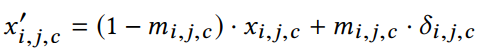 x′_{i,j,c} = (1 − m_{i,j,c}) · x_{i,j,c} + m_{i,j,c} · δ_{i,j,c}